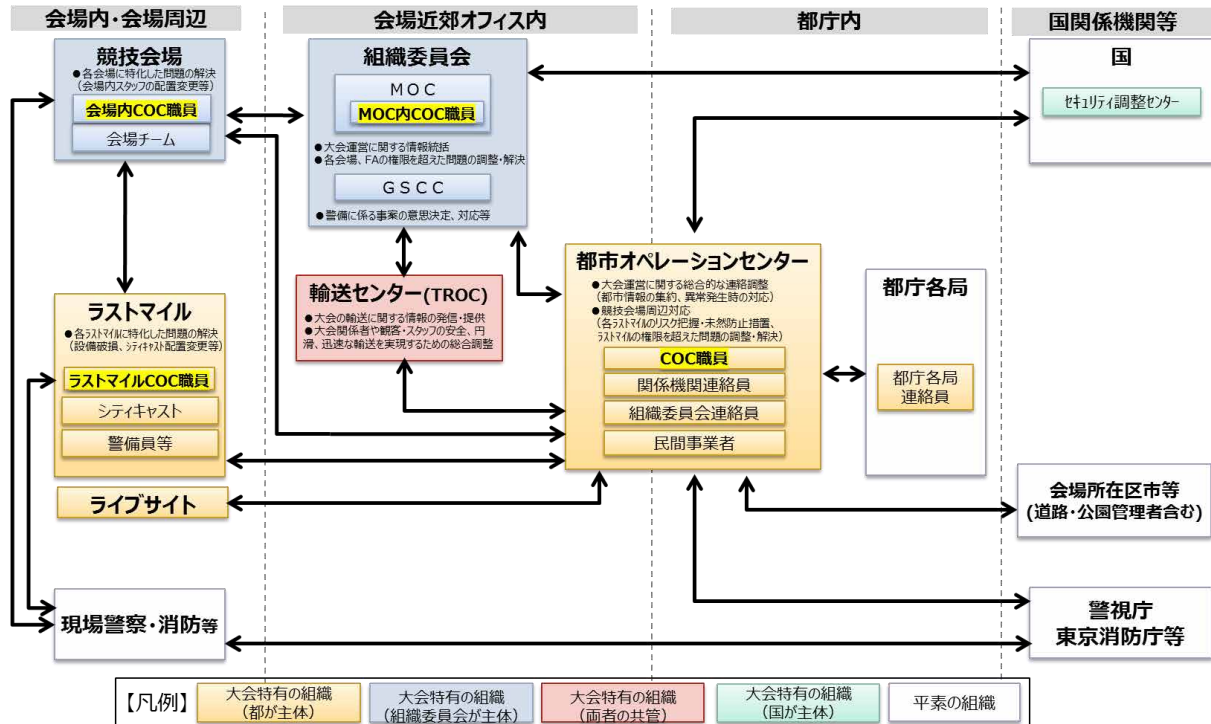 会場内・会場周辺
会場近郊オフィス内
都庁内
国関係機関等
競技会場
●各会場に特化した問題の解決
（会場内スタッフの配置変更等）
会場内COC職員
会場チーム
組織委員会
ＭＯＣ
MOC内COC職員
●大会運営に関する情報統括
●各会場、FAの権限を超えた問題の調整・解決
ＧＳＣＣ
●警備に係る事案の意思決定、対応等
国
ｾｷｭﾘﾃｨ調整ｾﾝﾀｰ
輸送センター(TROC)
●大会の輸送に関する情報の発信・提供
●大会関係者や観客・スタッフの安全、円
滑、迅速な輸送を実現するための総合調整
都市オペレーションセンター
●大会運営に関する総合的な連絡調整
（都市情報の集約、異常発生時の対応）
●競技会場周辺対応
（各ﾗｽﾄﾏｲﾙのﾘｽｸ把握・未然防止措置、
ﾗｽﾄﾏｲﾙの権限を超えた問題の調整・解決）
COC職員
関係機関連絡員
組織委員会連絡員
民間事業者
都庁各局
都庁各局
連絡員
ラストマイル
●各ﾗｽﾄﾏｲﾙに特化した問題の解決
（設備破損、ｼﾃｨｷｬｽﾄ配置変更等）
ラストマイルCOC職員
シティキャスト
警備員等
ライブサイト
会場所在区市等
(道路・公園管理者含む)
現場警察・消防等
警視庁
東京消防庁等
【凡例】
大会特有の組織
（都が主体）
大会特有の組織
（組織委員会が主体）
大会特有の組織
（両者の共管）
大会特有の組織
（国が主体）
平素の組織